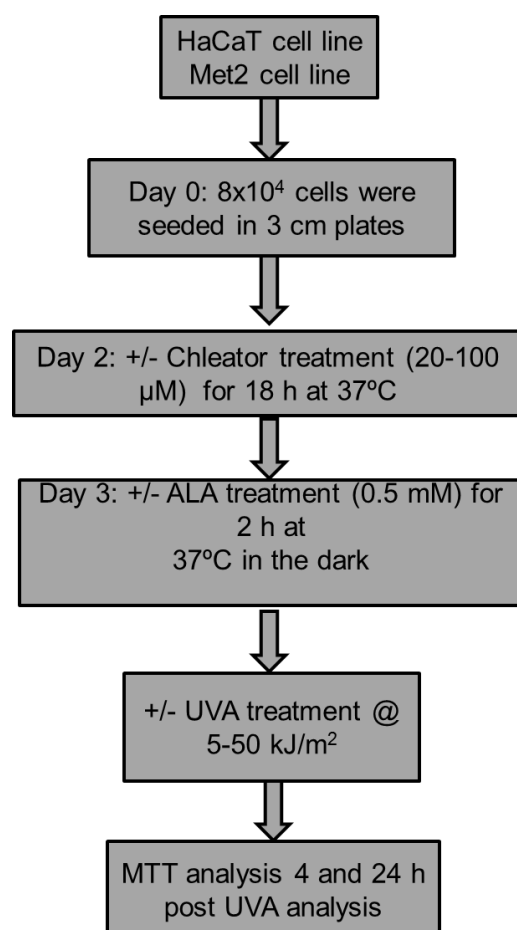 HaCaT cell line
Met2 cell line
Day 0: 8x10⁴ cells were
seeded in 3 cm plates
Day 2: +/- Chleator treatment (20-100
µM)  for 18 h at 37ºC
Day 3: +/- ALA treatment (0.5 mM) for
2 h at
37ºC in the dark
+/- UVA treatment @
5-50 kJ/m²
MTT analysis 4 and 24 h
post UVA analysis